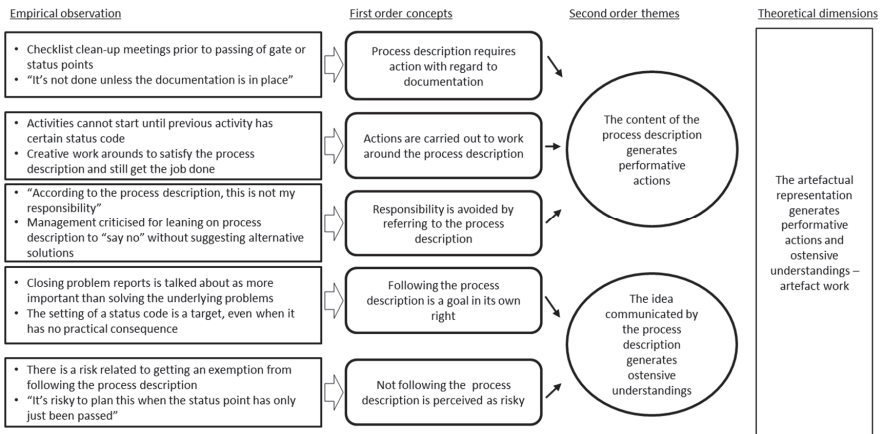 Empirical observation
First order concepts
Second order themes
Theoretical dimensions
• Checklist clean-up meetings prior to passing of gate or
status points
• “It’s not done unless the documentation is in place”
Process description requires
action with regard to
documentation
• Activities cannot start until previous activity has
certain status code
• Creative work arounds to satisfy the process
description and still get the job done
Actions are carried out to work
around the process description
• “According to the process description, this is not my
responsibility”
• Management criticised for leaning on process
description to “say no” without suggesting alternative
solutions
Responsibility is avoided by
referring to the process
description
The content of the
process description
generates
performative
actions
• Closing problem reports is talked about as more
important than solving the underlying problems
• The setting of a status code is a target, even when it
has no practical consequence
Following the process
description is a goal in its own
right
• There is a risk related to getting an exemption from
following the process description
• “It’s risky to plan this when the status point has only
just been passed”
Not following the process
description is perceived as risky
The idea
communicated by
the process
description
generates
ostensive
understandings
The artefactual
representation
generates
performative
actions and
ostensive
understandings –
artefact work